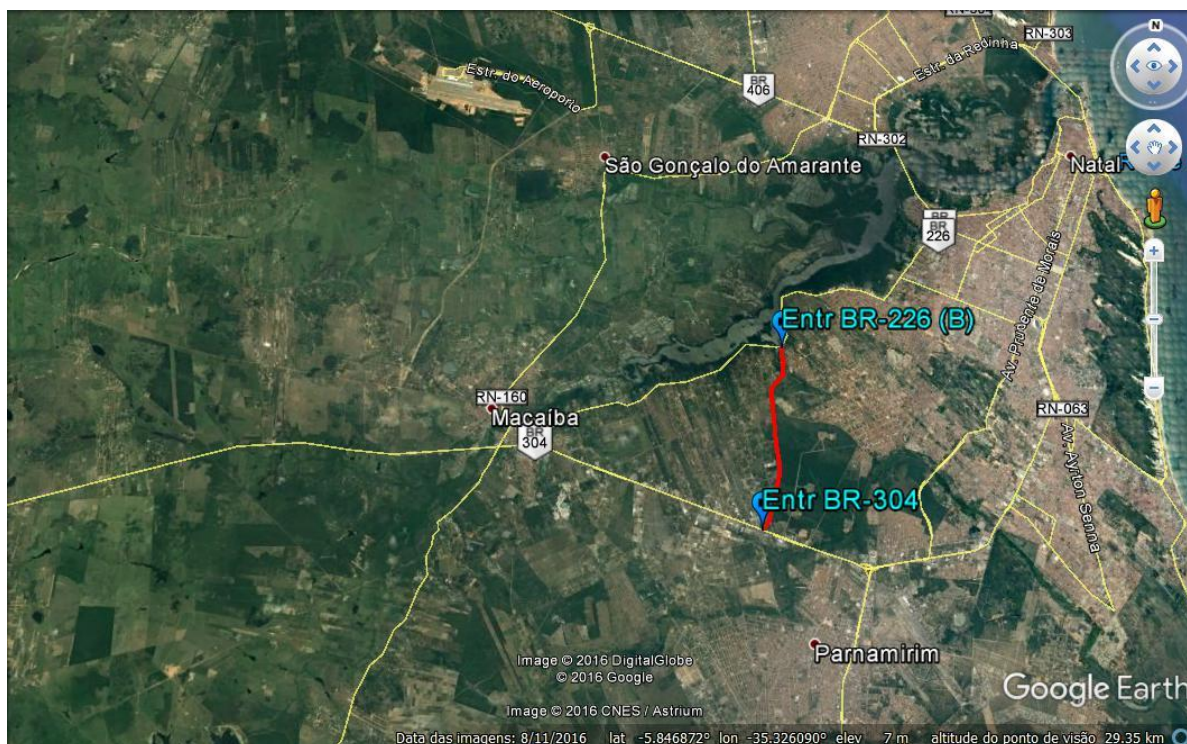 RN-303
N
Estr. da Redinha
Estr. do Aeroporto
BR
406
RN-302
São Gonçalo do Amarante
Natal
BR
BR
226
Av. Prudente de Morais
Entr BR-226 (B)
RN-160
Macaíba
BR
304
RN-063
Av. Ayrton Senna
Entr BR-304
Parnamirim
Image © 2016 DigitalGlobe
© 2016 Google
Image © 2016 CNES / Astrium
Google Earth
Data das imagens: 8/11/2016 lat -5.846872° lon -35.326090° elev 7 m altitude do ponto de visão 29.35 km